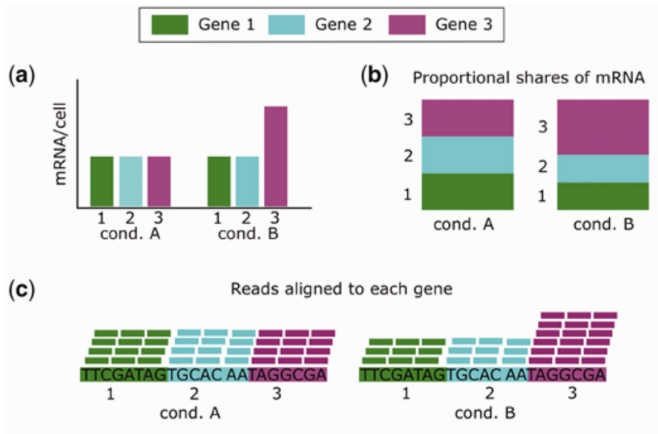 Gene 1 Gene 2 Gene 3
(a)
mRNA/cell
1 2 3 1 2 3
cond. A cond. B
(b)
Proportional shares of mRNA
3
2
1
3
2
1
cond. A cond. B
(c)
Reads aligned to each gene
TTCGATAGTGCAC AATAGGCGA TTCGATAGTGCAC AATAGGCGA
1 2 3 1 2 3
cond. A cond. B